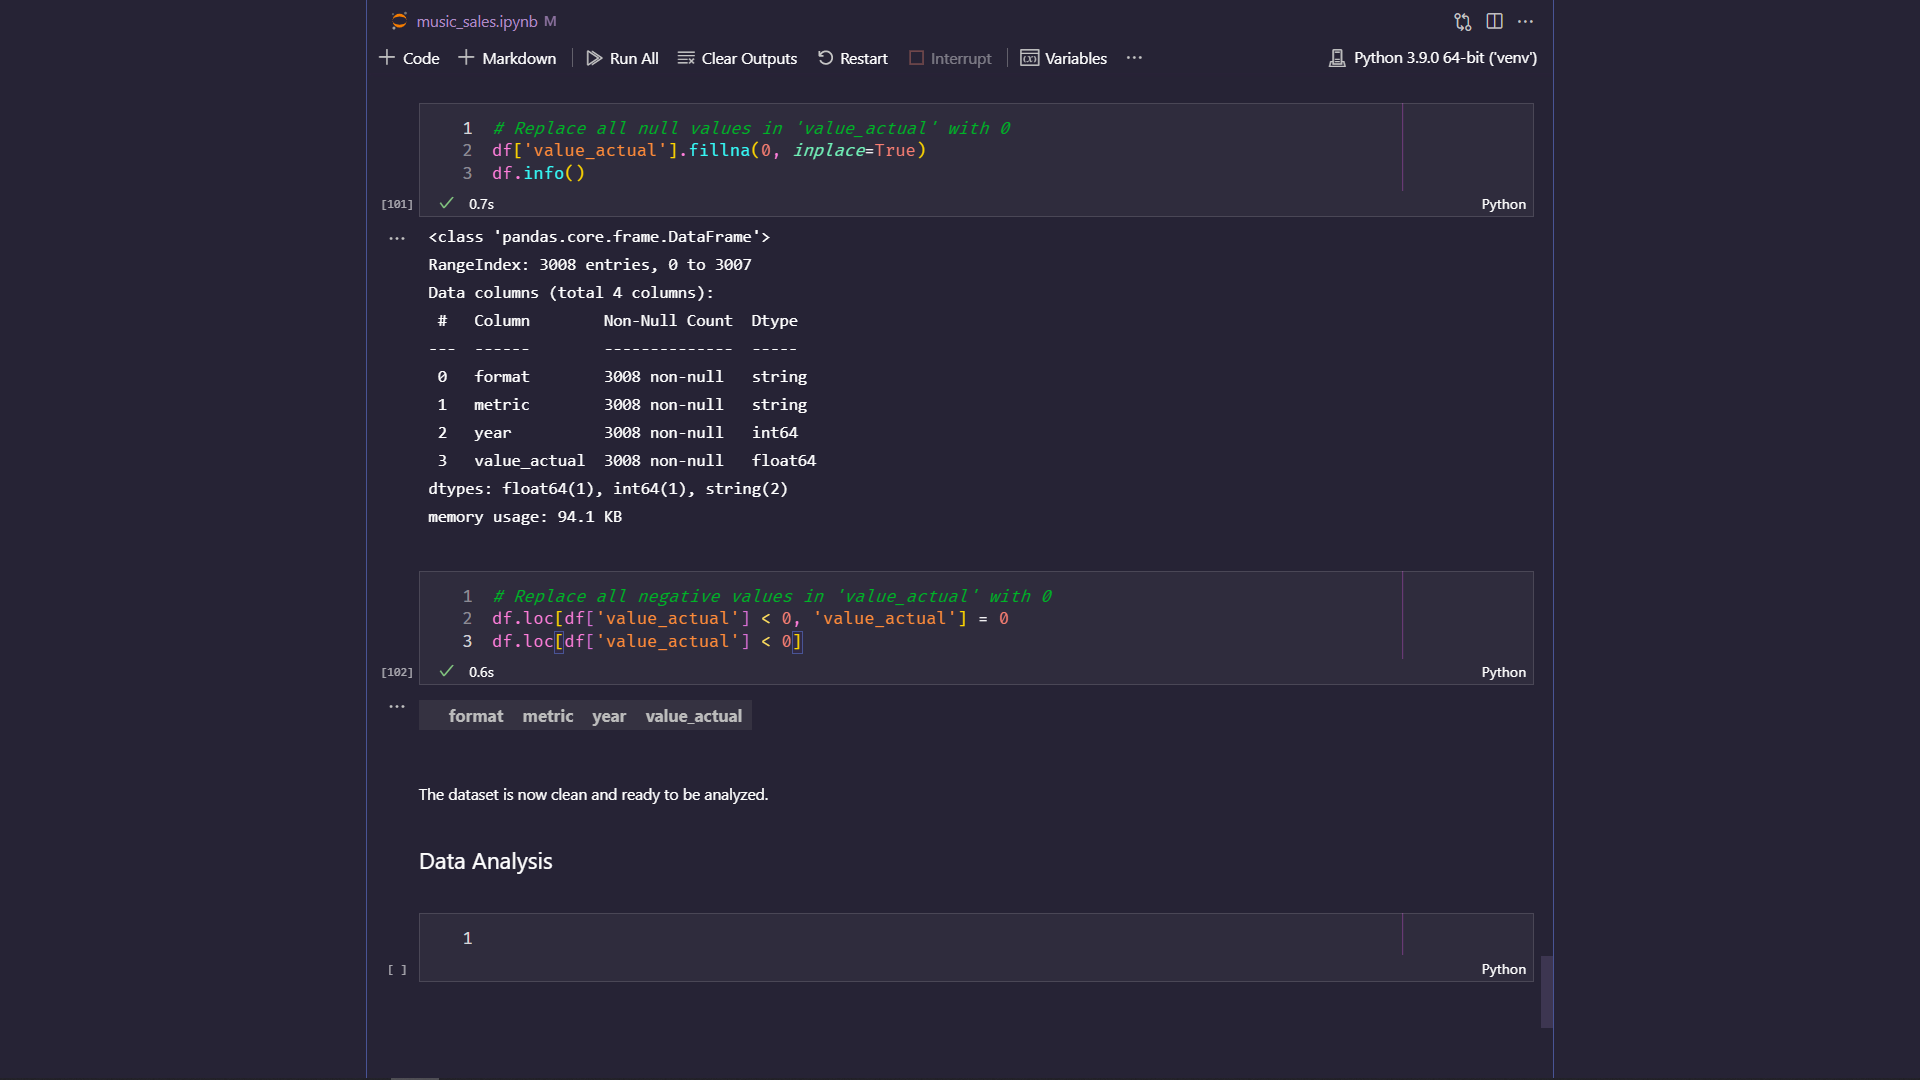 music_sales.ipynb M
Code Markdown Run All Clear Outputs Restart Interrupt Variables ··· Python 3.9.0 64-bit ('venv')
1 # Replace all null values in 'value_actual' with 0
2 df['value_actual'].fillna(0, inplace=True)
3 df.info()
[101] 0.7s Python
<class 'pandas.core.frame.DataFrame'>
RangeIndex: 3008 entries, 0 to 3007
Data columns (total 4 columns):
# Column Non-Null Count Dtype
--- ------ -------------- -----
0 format 3008 non-null string
1 metric 3008 non-null string
2 year 3008 non-null int64
3 value_actual 3008 non-null float64
dtypes: float64(1), int64(1), string(2)
memory usage: 94.1 KB
1 # Replace all negative values in 'value_actual' with 0
2 df.loc[df['value_actual'] < 0, 'value_actual'] = 0
3 df.loc[df['value_actual'] < 0]
[102] 0.6s Python
format metric year value_actual
The dataset is now clean and ready to be analyzed.
Data Analysis
1
[ ] Python